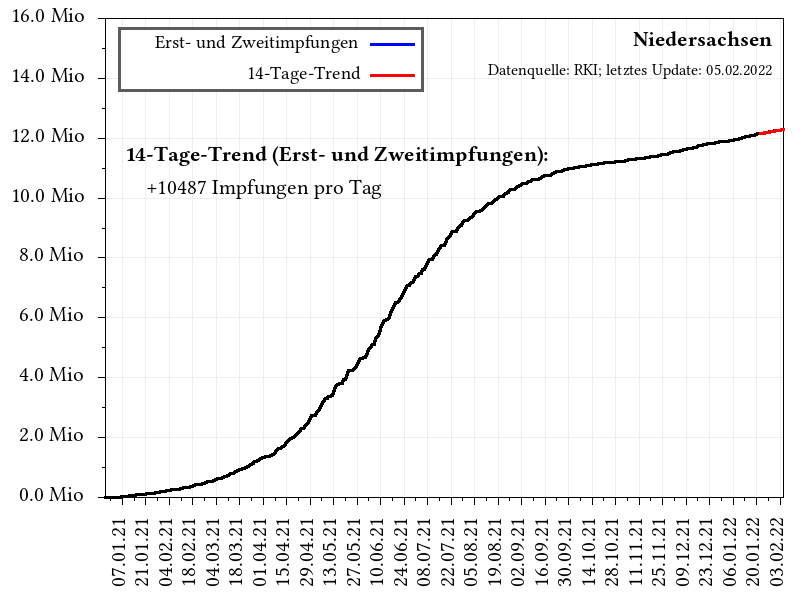 16.0 Mio
14.0 Mio
12.0 Mio
10.0 Mio
8.0 Mio
6.0 Mio
4.0 Mio
2.0 Mio
0.0 Mio
Erst- und Zweitimpfungen
14-Tage-Trend
Niedersachsen
Datenquelle: RKI; letztes Update: 05.02.2022
14-Tage-Trend (Erst- und Zweitimpfungen):
+10487 Impfungen pro Tag
07.01.21
21.01.21
04.02.21
18.02.21
04.03.21
18.03.21
01.04.21
15.04.21
29.04.21
13.05.21
27.05.21
10.06.21
24.06.21
08.07.21
22.07.21
05.08.21
19.08.21
02.09.21
16.09.21
30.09.21
14.10.21
28.10.21
11.11.21
25.11.21
09.12.21
23.12.21
06.01.22
20.01.22
03.02.22